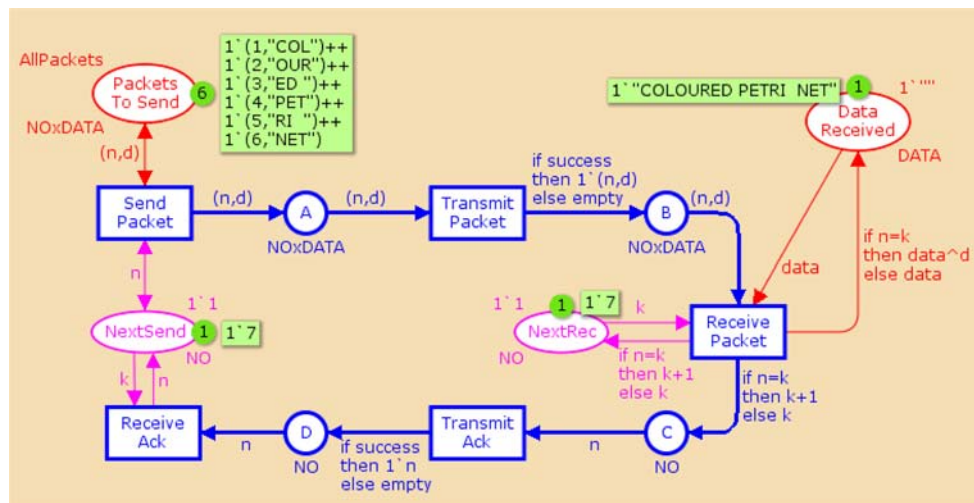 AllPackets
Packets
To Send
6
1`(1,"COL")++
1`(2,"OUR")++
1`(3,"ED ")++
1`(4,"PET")++
1`(5,"RI ")++
1`(6,"NET")
NOxDATA
(n,d)
1`"COLOURED PETRI NET"
1
1`""
Data
Received
DATA
Send
Packet
(n,d)
A
NOxDATA
(n,d)
Transmit
Packet
if success
then 1`(n,d)
else empty
B
NOxDATA
(n,d)
data
if n=k
then data^d
else data
n
1`1
NextSend
1
1`7
NO
1`1
NextRec
1
1`7
NO
k
if n=k
then k+1
else k
Receive
Packet
if n=k
then k+1
else k
k
n
Receive
Ack
n
D
NO
if success
then 1`n
else empty
Transmit
Ack
n
C
NO